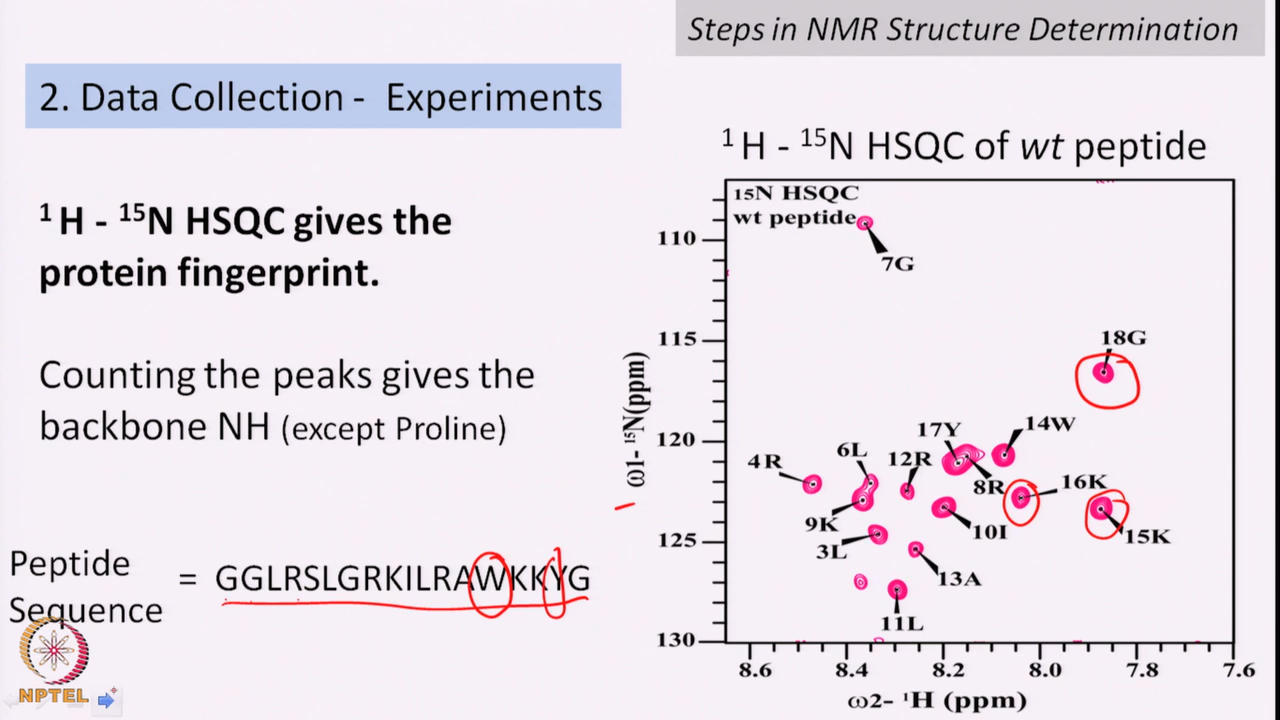 Steps in NMR Structure Determination
2. Data Collection - Experiments
¹H - ¹⁵N HSQC gives the
protein fingerprint.
Counting the peaks gives the
backbone NH (except Proline)
Peptide
Sequence
= GGLRSLGRKILRAWKKYG
NPTEL
¹H - ¹⁵N HSQC of wt peptide
15N HSQC
wt peptide
7G
18G
17Y
14W
6L
12R
4R
8R
16K
9K
10I
15K
3L
13A
11L
110
115
120
125
130
ω1- ¹⁵N(ppm)
8.6 8.4 8.2 8.0 7.8 7.6
ω2- ¹H (ppm)